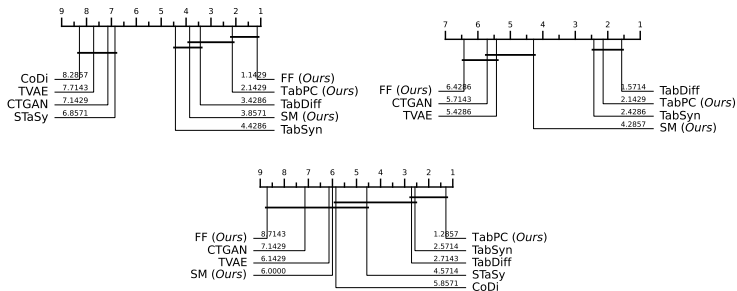 9 8 7 6 5 4 3 2 1
CoDi 8.2857
TVAE 7.7143
CTGAN 7.1429
STaSy 6.8571
1.1429 FF (Ours)
2.1429 TabPC (Ours)
3.4286 TabDiff
3.8571 SM (Ours)
4.4286 TabSyn
7 6 5 4 3 2 1
FF (Ours) 6.4286
CTGAN 5.7143
TVAE 5.4286
1.5714 TabDiff
2.1429 TabPC (Ours)
2.4286 TabSyn
4.2857 SM (Ours)
9 8 7 6 5 4 3 2 1
FF (Ours) 8.7143
CTGAN 7.1429
TVAE 6.1429
SM (Ours) 6.0000
1.2857 TabPC (Ours)
2.5714 TabSyn
2.7143 TabDiff
4.5714 STaSy
5.8571 CoDi